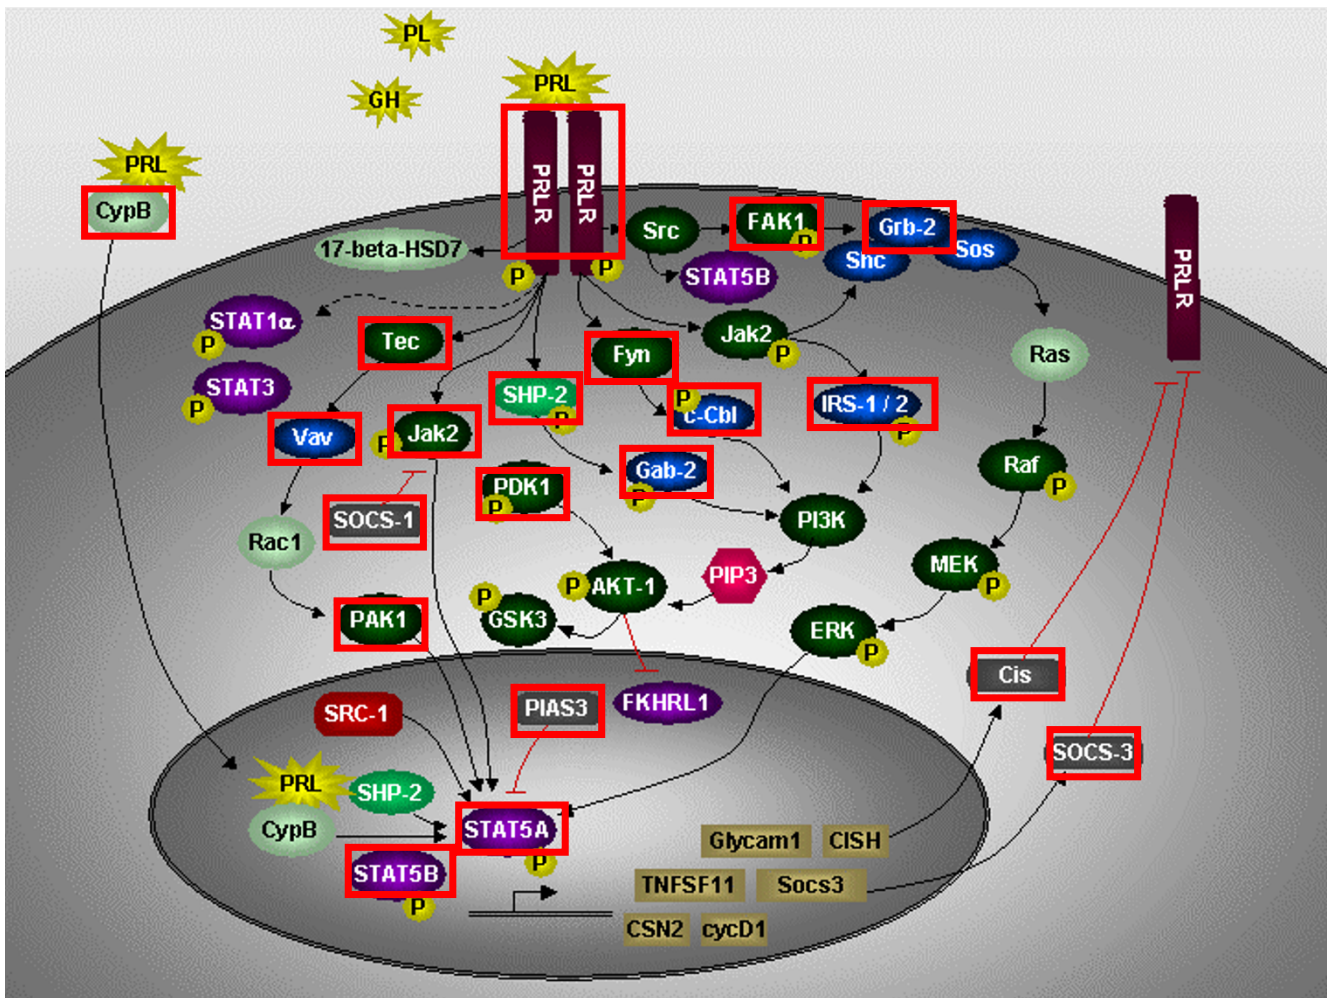 PL
GH
PRL
PRL
CypB
PRLR
PRLR
FAK1
P
Grb-2
Src
Shc
Sos
17-beta-HSD7
P
P
STAT5B
PRLR
STAT1α
P
Tec
Fyn
Jak2
P
Ras
STAT3
P
SHP-2
P
P
c-Cbl
IRS-1 / 2
P
Vav
P
Jak2
Gab-2
P
Raf
P
PDK1
P
SOCS-1
PI3K
Rac1
MEK
P
PIP3
P
AKT-1
P
GSK3
PAK1
ERK
P
Cis
SRC-1
PIAS3
FKHRL1
SOCS-3
PRL
SHP-2
CypB
STAT5A
P
Glycam1
CISH
STAT5B
P
TNFSF11
Socs3
CSN2
cycD1